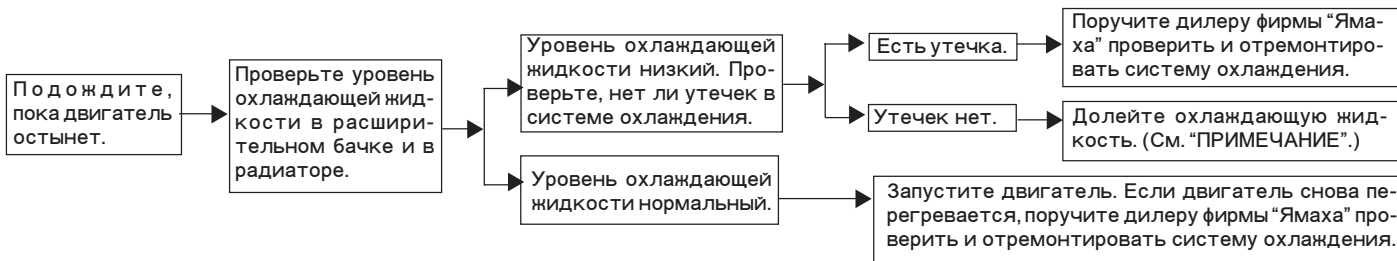 Подождите,
пока двигатель
остынет.
Проверьте уровень
охлаждающей жид-
кости в расшири-
тельном бачке и в
радиаторе.
Уровень охлаждающей
жидкости низкий. Про-
верьте, нет ли утечек в
системе охлаждения.
Есть утечка.
Поручите дилеру фирмы “Яма-
ха” проверить и отремонтиро-
вать систему охлаждения.
Утечек нет.
Долейте охлаждающую жид-
кость. (См. “ПРИМЕЧАНИЕ”.)
Уровень охлаждающей
жидкости нормальный.
Запустите двигатель. Если двигатель снова пе-
регревается, поручите дилеру фирмы “Ямаха” про-
верить и отремонтировать систему охлаждения.